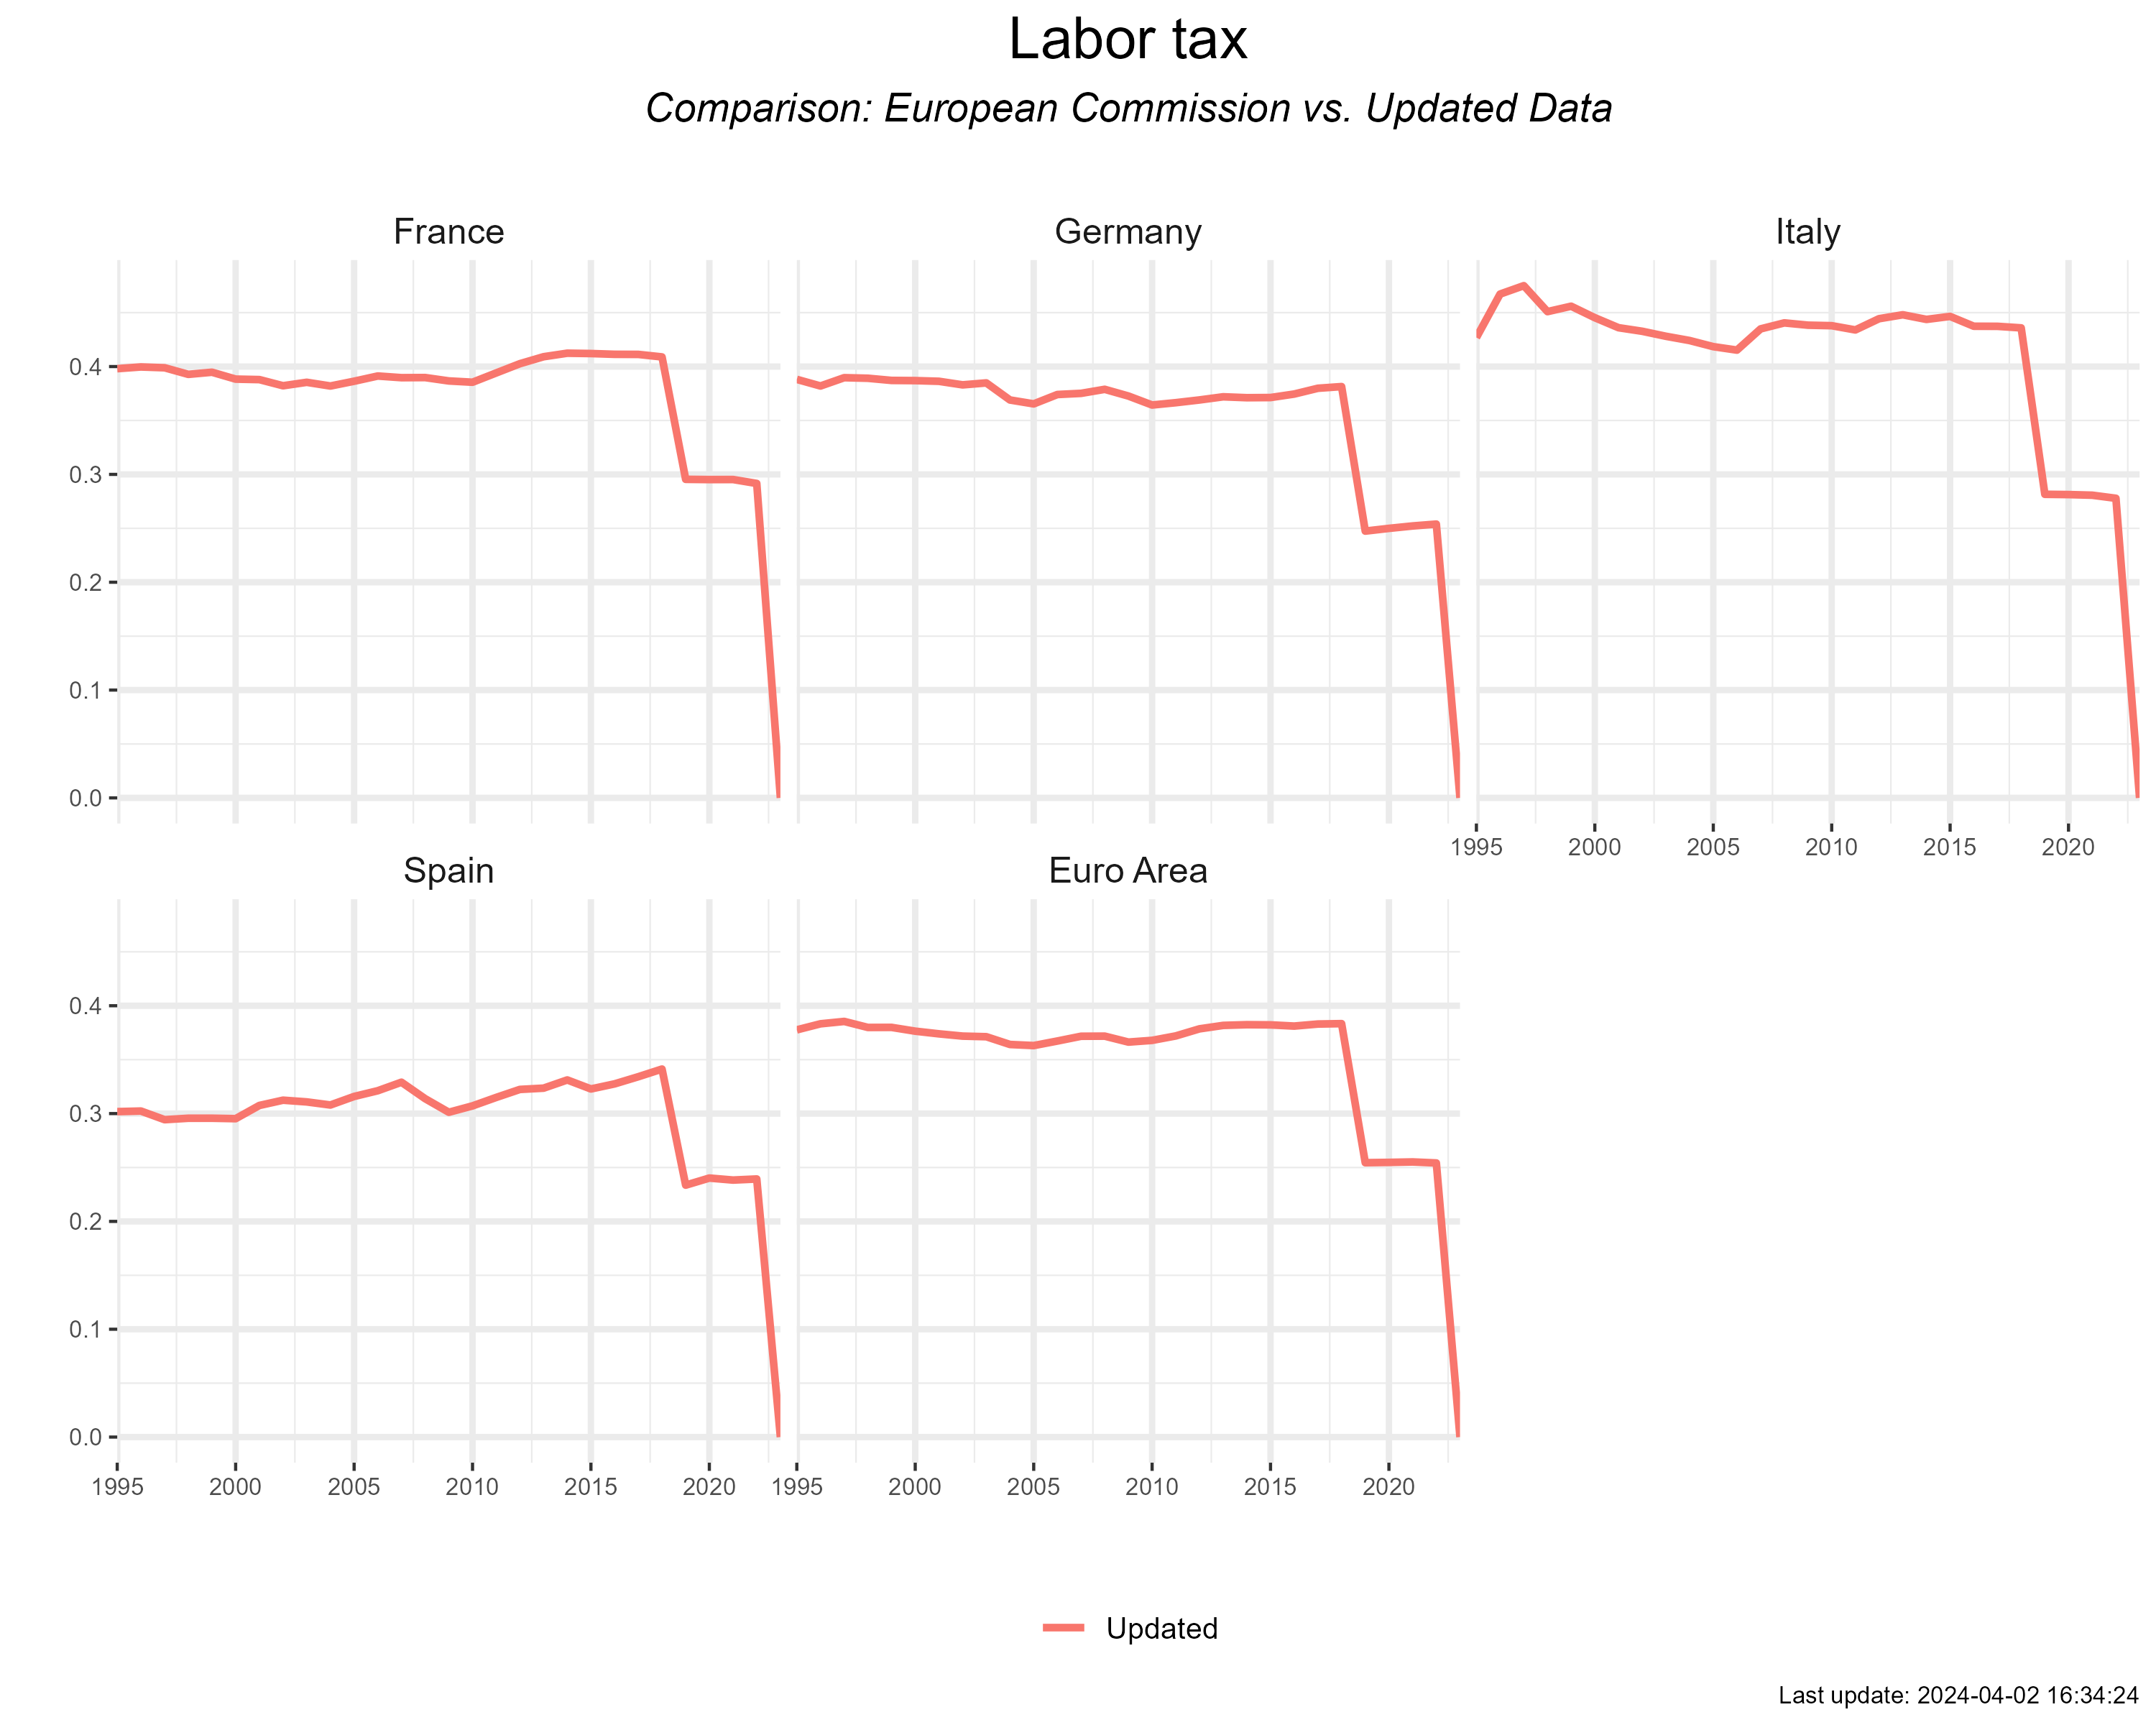 Labor tax
Comparison: European Commission vs. Updated Data
France
Germany
Italy
0.4
0.3
0.2
0.1
0.0
1995 2000 2005 2010 2015 2020
Spain
Euro Area
0.4
0.3
0.2
0.1
0.0
1995 2000 2005 2010 2015 2020
1995 2000 2005 2010 2015 2020
Updated
Last update: 2024-04-02 16:34:24